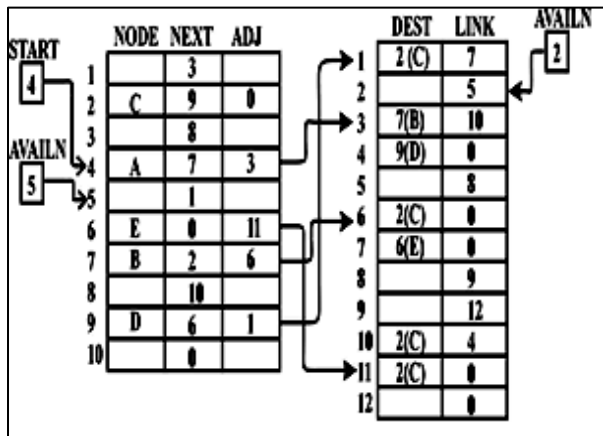 NODE NEXT ADJ
DEST LINK
AVAILN
2
START
4
AVAILN
5
1 3
2 C 9 0
3 8
4 A 7 3
5 1
6 E 0 11
7 B 2 6
8 10
9 D 6 1
10 0
1 2(C) 7
2 5
3 7(B) 10
4 9(D) 0
5 8
6 2(C) 0
7 6(E) 0
8 9
9 12
10 2(C) 4
11 2(C) 0
12 0